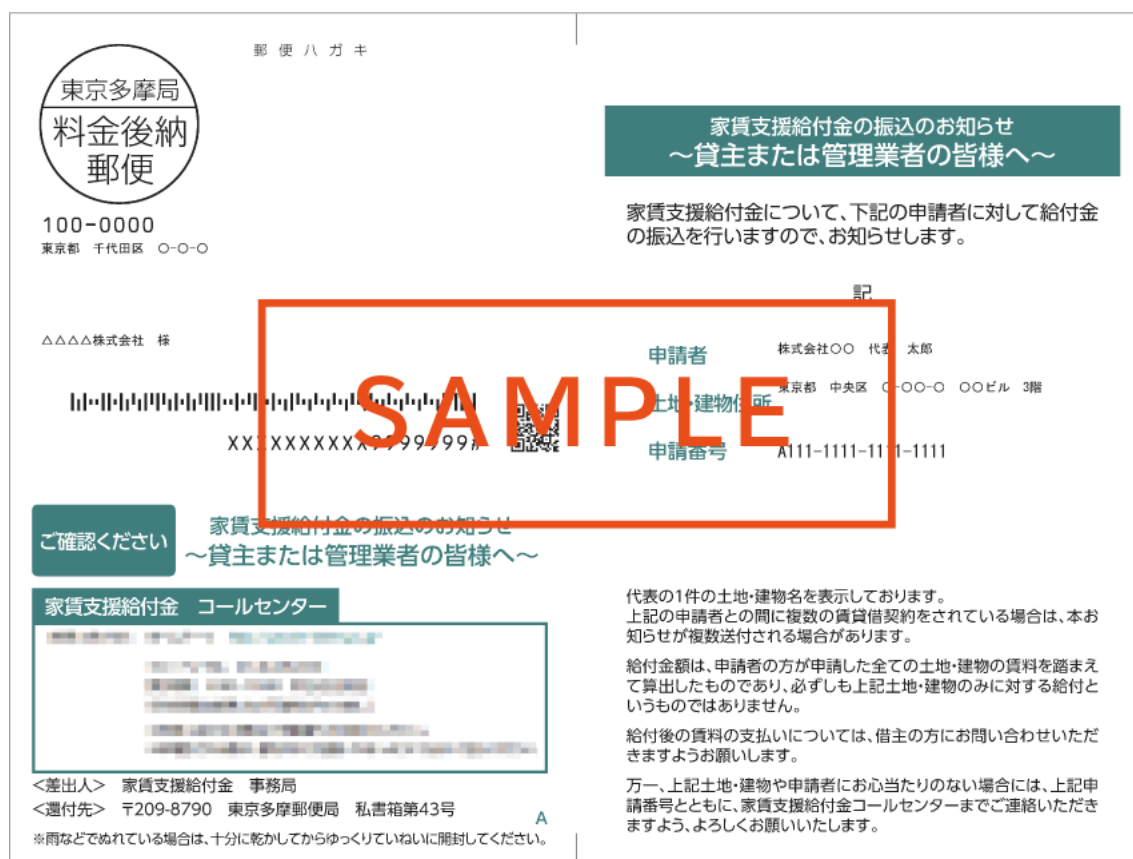 郵便ハガキ
東京多摩局
料金後納
郵便
100-0000
東京都 千代田区 ○-○-○
△△△△株式会社 様
XXXXXXXXXX9999999#
ご確認ください
家賃支援給付金の振込のお知らせ
~貸主または管理業者の皆様へ~
家賃支援給付金 コールセンター
<差出人> 家賃支援給付金 事務局
<還付先> 〒209-8790 東京多摩郵便局 私書箱第43号
A
※雨などでぬれている場合は、十分に乾かしてからゆっくりていねいに開封してください。
家賃支援給付金の振込のお知らせ
~貸主または管理業者の皆様へ~
家賃支援給付金について、下記の申請者に対して給付金
の振込を行いますので、お知らせします。
記
申請者 株式会社○○ 代表 太郎
土地・建物住所 東京都 中央区 ○-○○-○ ○○ビル 3階
申請番号 A111-1111-1111-1111
SAMPLE
代表の1件の土地・建物名を表示しております。
上記の申請者との間に複数の賃貸借契約をされている場合は、本お
知らせが複数送付される場合があります。
給付金額は、申請者の方が申請した全ての土地・建物の賃料を踏まえ
て算出したものであり、必ずしも上記土地・建物のみに対する給付と
いうものではありません。
給付後の賃料の支払いについては、借主の方にお問い合わせいただ
きますようお願いします。
万一、上記土地・建物や申請者にお心当たりのない場合には、上記申
請番号とともに、家賃支援給付金コールセンターまでご連絡いただき
ますよう、よろしくお願いいたします。